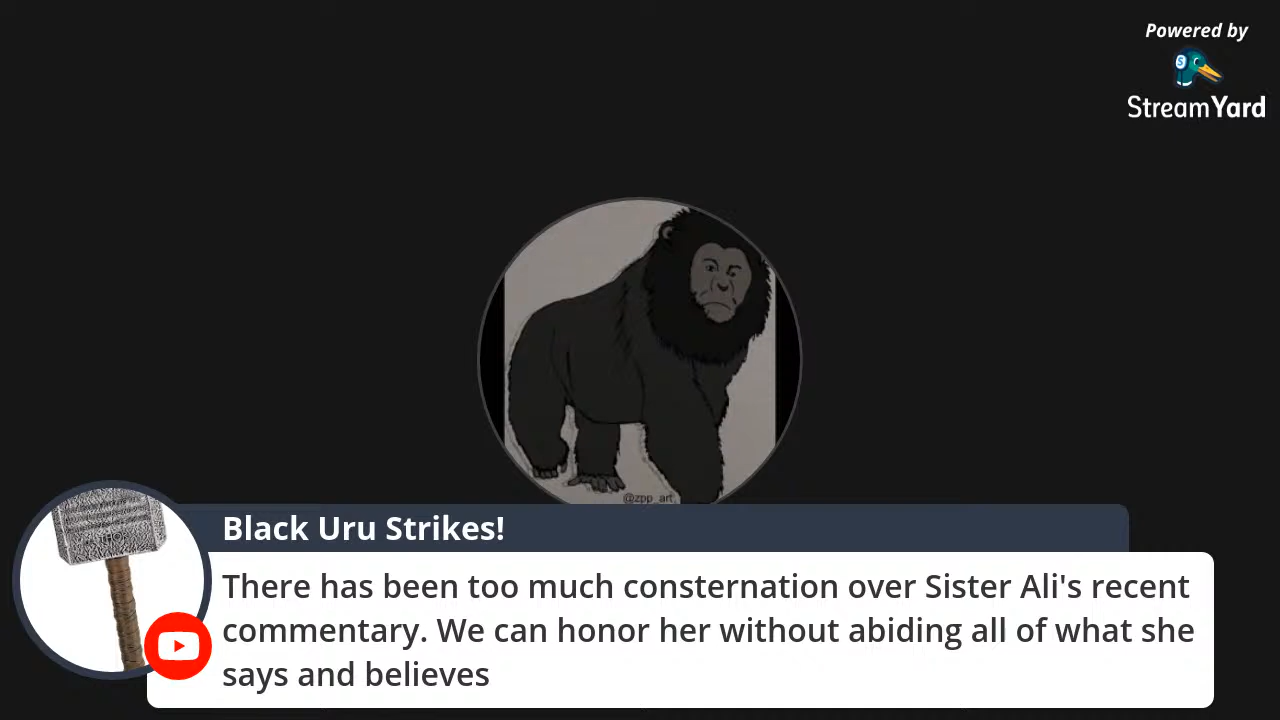 Powered by
StreamYard
@zpp_art
Black Uru Strikes!
There has been too much consternation over Sister Ali's recent
commentary. We can honor her without abiding all of what she
says and believes